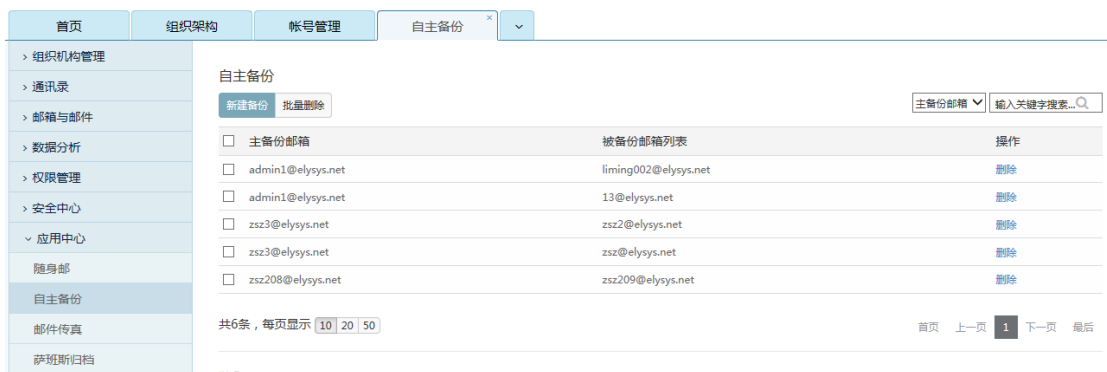 首页 组织架构 帐号管理 自主备份 ×
> 组织机构管理
> 通讯录
> 邮箱与邮件
> 数据分析
> 权限管理
> 安全中心
应用中心
随身邮
自主备份
邮件传真
萨班斯归档
自主备份
新建备份 批量删除
主备份邮箱 输入关键字搜索...
主备份邮箱 被备份邮箱列表 操作
admin1@elysys.net liming002@elysys.net 删除
admin1@elysys.net 13@elysys.net 删除
zsz3@elysys.net zsz2@elysys.net 删除
zsz3@elysys.net zsz@elysys.net 删除
zsz208@elysys.net zsz209@elysys.net 删除
共6条，每页显示 10 20 50
首页 上一页 1 下一页 最后